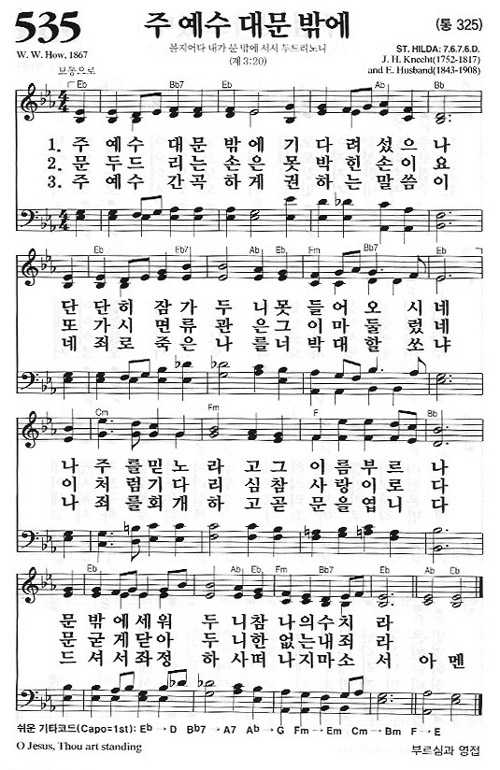 535
주 예수 대문 밖에
(통 325)
볼지어다 내가 문 밖에 서서 두드리노니
(계 3:20)
W. W. How, 1867
ST. HILDA: 7.6.7.6.D.
J. H. Knecht(1752-1817)
and E. Husband(1843-1908)
보통으로
Eb Bb7 Eb Ab Eb
1. 주 예수 대문 밖에 기다려 섰으나
2. 문 두드리는 손은 못 박힌 손이요
3. 주 예수 간곡하게 권하는 말씀이
Eb Eb7 Ab Eb Fm Bb7 Eb
단단히 잠가 두니 못 들어오시네
또 가시 면류관은 그 이마 둘렀네
네 죄로 죽은 나를 너 박대할쏘냐
Cm Fm F Bb
나 주를 믿노라고 그 이름 부르나
이처럼 기다리심 참 사랑이로다
나 죄를 회개하고 곧 문을 엽니다
Eb Ab Eb Fm Bb7 Eb Ab Eb
문 밖에 세워 두니 참 나의 수치라
문 굳게 닫아 두니 한없는 내 죄라
드셔서 좌정하사 떠나지 마소서 아멘
쉬운 기타코드(Capo=1st): Eb → D Bb7 → A7 Ab → G Fm → Em Cm → Bm F → E
O Jesus, Thou art standing
부르심과 영접